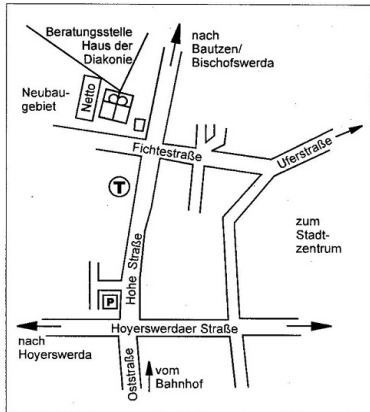 Beratungsstelle
Haus der
Diakonie
nach
Bautzen/
Bischofswerda
Neubau-
gebiet
Netto
Fichtestraße
Uferstraße
T
zum
Stadt-
zentrum
Hohe Straße
P
Hoyerswerdaer Straße
nach
Hoyerswerda
Oststraße
vom
Bahnhof